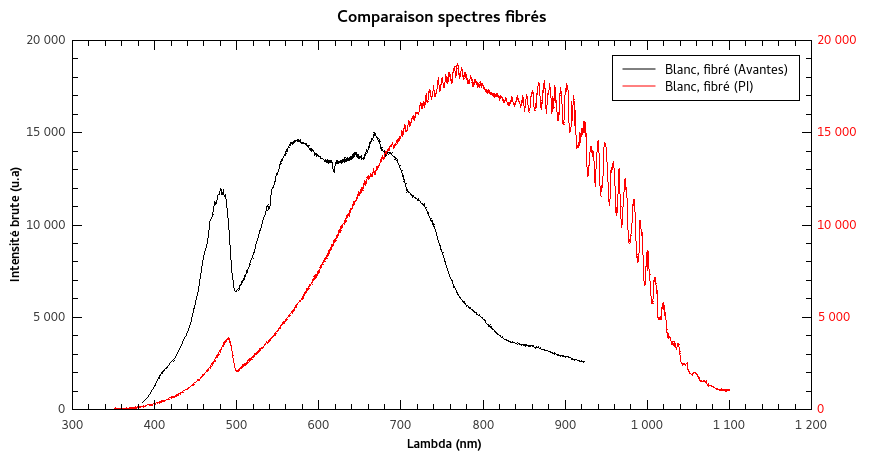 Comparaison spectres fibrés
20 000
20 000
Blanc, fibré (Avantes)
Blanc, fibré (PI)
15 000
15 000
Intensité brute (u.a)
10 000
10 000
5 000
5 000
0
0
300 400 500 600 700 800 900 1 000 1 100 1 200
Lambda (nm)